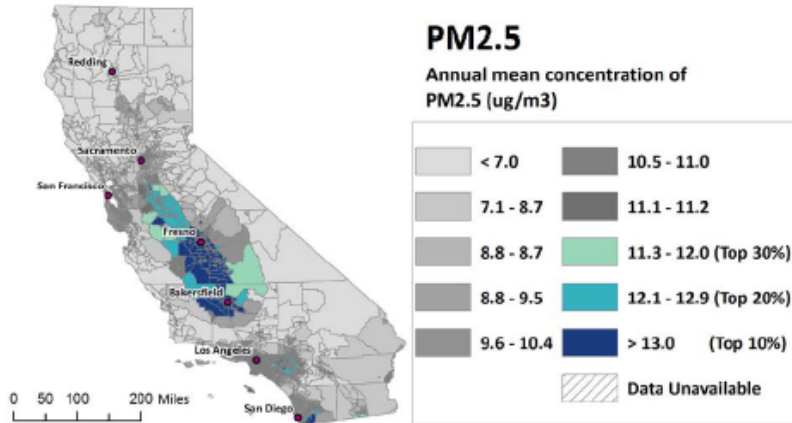 PM2.5
Annual mean concentration of
PM2.5 (ug/m3)
< 7.0
7.1 - 8.7
8.8 - 8.7
8.8 - 9.5
9.6 - 10.4
10.5 - 11.0
11.1 - 11.2
11.3 - 12.0 (Top 30%)
12.1 - 12.9 (Top 20%)
> 13.0 (Top 10%)
Data Unavailable
Redding
Sacramento
San Francisco
Fresno
Bakersfield
Los Angeles
San Diego
0 50 100 200 Miles